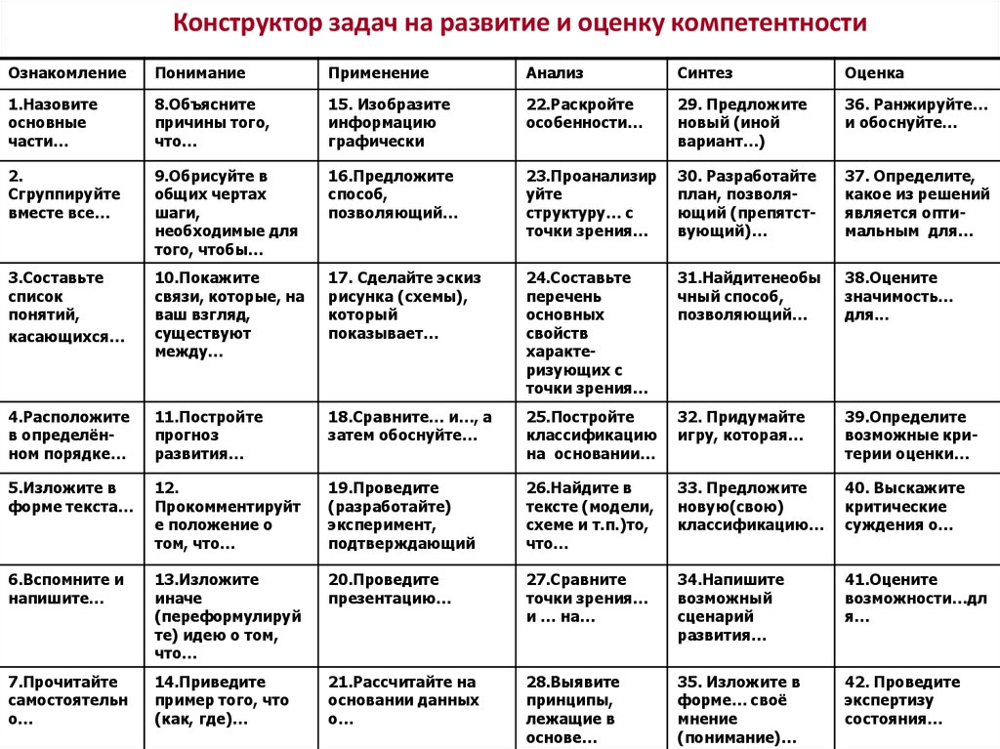 Конструктор задач на развитие и оценку компетентности
Ознакомление
Понимание
Применение
Анализ
Синтез
Оценка
1.Назовите
основные
части…
8.Объясните
причины того,
что…
15. Изобразите
информацию
графически
22.Раскройте
особенности…
29. Предложите
новый (иной
вариант…)
36. Ранжируйте…
и обоснуйте…
2.
Сгруппируйте
вместе все…
9.Обрисуйте в
общих чертах
шаги,
необходимые для
того, чтобы…
16.Предложите
способ,
позволяющий…
23.Проанализир
уйте
структуру… с
точки зрения…
30. Разработайте
план, позволя-
ющий (препятст-
вующий)…
37. Определите,
какое из решений
является опти-
мальным для…
3.Составьте
список
понятий,
касающихся…
10.Покажите
связи, которые, на
ваш взгляд,
существуют
между…
17. Сделайте эскиз
рисунка (схемы),
который
показывает…
24.Составьте
перечень
основных
свойств
характе-
ризующих с
точки зрения…
31.Найдитенеобы
чный способ,
позволяющий…
38.Оцените
значимость…
для…
4.Расположите
в определён-
ном порядке…
11.Постройте
прогноз
развития…
18.Сравните… и…, а
затем обоснуйте…
25.Постройте
классификацию
на основании…
32. Придумайте
игру, которая…
39.Определите
возможные кри-
терии оценки…
5.Изложите в
форме текста…
12.
Прокомментируйт
е положение о
том, что…
19.Проведите
(разработайте)
эксперимент,
подтверждающий
26.Найдите в
тексте (модели,
схеме и т.п.)то,
что…
33. Предложите
новую(свою)
классификацию…
40. Выскажите
критические
суждения о…
6.Вспомните и
напишите…
13.Изложите
иначе
(переформулируй
те) идею о том,
что…
20.Проведите
презентацию…
27.Сравните
точки зрения…
и … на…
34.Напишите
возможный
сценарий
развития…
41.Оцените
возможности…дл
я…
7.Прочитайте
самостоятельн
о…
14.Приведите
пример того, что
(как, где)…
21.Рассчитайте на
основании данных
о…
28.Выявите
принципы,
лежащие в
основе…
35. Изложите в
форме… своё
мнение
(понимание)…
42. Проведите
экспертизу
состояния…